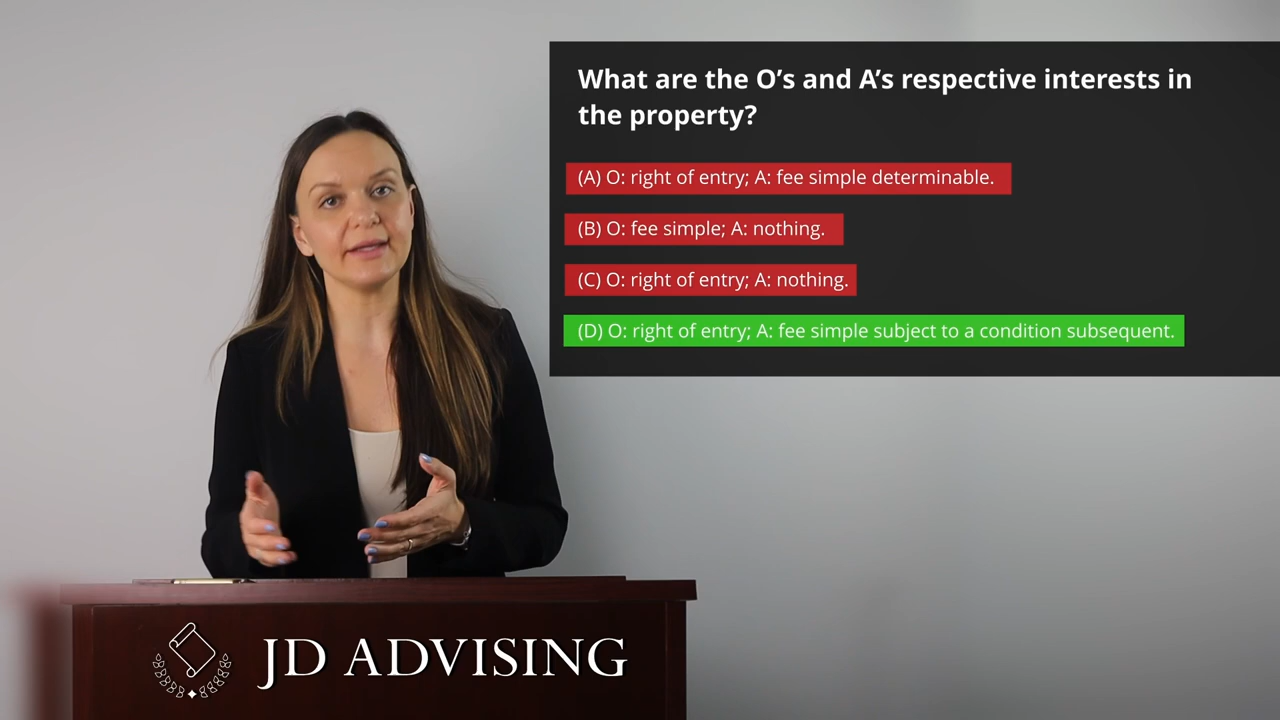 What are the O’s and A’s respective interests in
the property?
(A) O: right of entry; A: fee simple determinable.
(B) O: fee simple; A: nothing.
(C) O: right of entry; A: nothing.
(D) O: right of entry; A: fee simple subject to a condition subsequent.
JD ADVISING